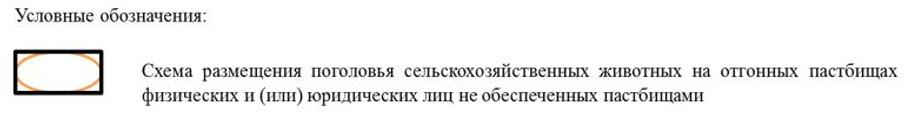 Условные обозначения:
Схема размещения поголовья сельскохозяйственных животных на отгонных пастбищах
физических и (или) юридических лиц не обеспеченных пастбищами